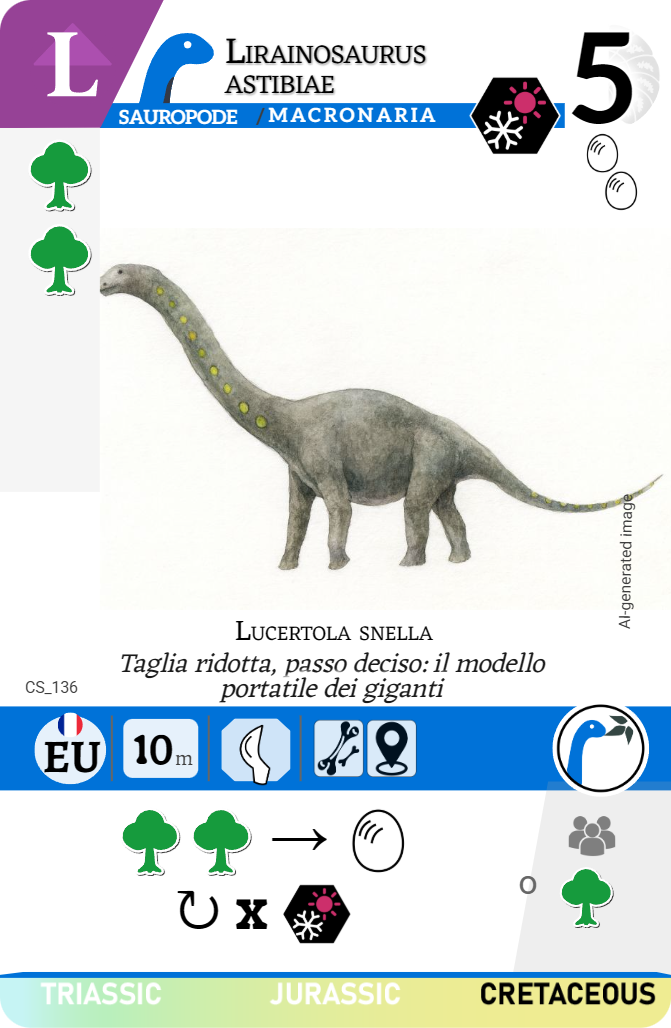 L
LIRAINOSAURUS
ASTIBIAE
5
SAUROPODE / MACRONARIA
AI-generated image
LUCERTOLA SNELLA
Taglia ridotta, passo deciso: il modello
portatile dei giganti
CS_136
EU
10 m
x
O
TRIASSIC JURASSIC CRETACEOUS